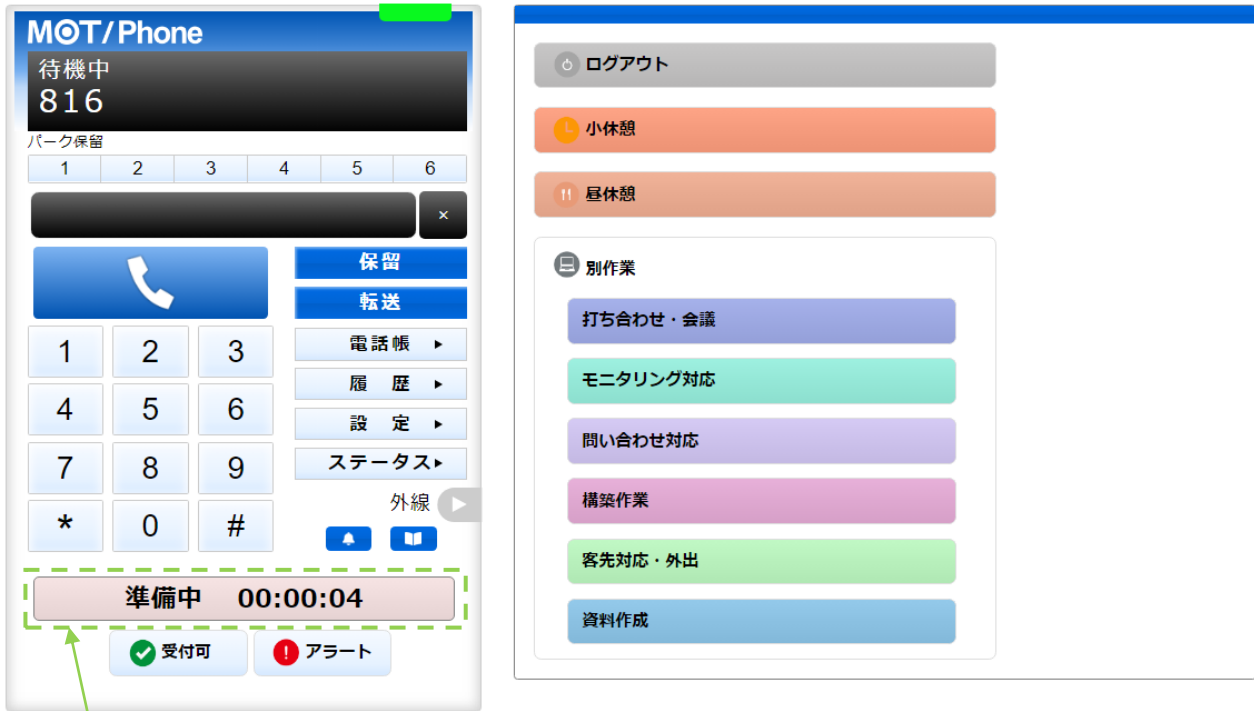 MOT/Phone
待機中
816
パーク保留
1 2 3 4 5 6
×
保留
転送
1 2 3
電話帳 ▶
4 5 6
履 歴 ▶
設 定 ▶
7 8 9
ステータス▶
外線
* 0 #
準備中 00:00:04
受付可
! アラート
ログアウト
小休憩
昼休憩
別作業
打ち合わせ・会議
モニタリング対応
問い合わせ対応
構築作業
客先対応・外出
資料作成